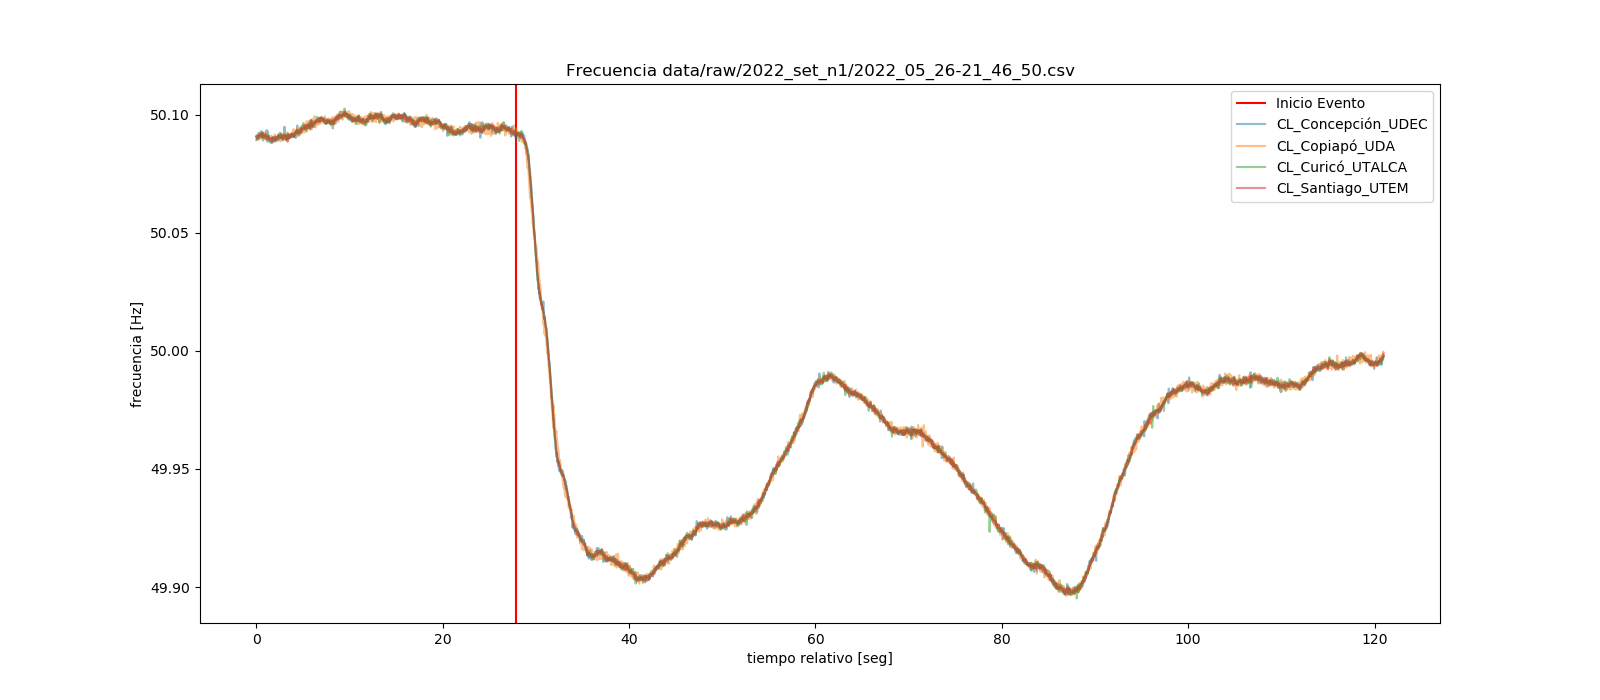 Frecuencia data/raw/2022_set_n1/2022_05_26-21_46_50.csv
Inicio Evento
CL_Concepción_UDEC
CL_Copiapó_UDA
CL_Curicó_UTALCA
CL_Santiago_UTEM
50.10
50.05
50.00
49.95
49.90
frecuencia [Hz]
0 20 40 60 80 100 120
tiempo relativo [seg]